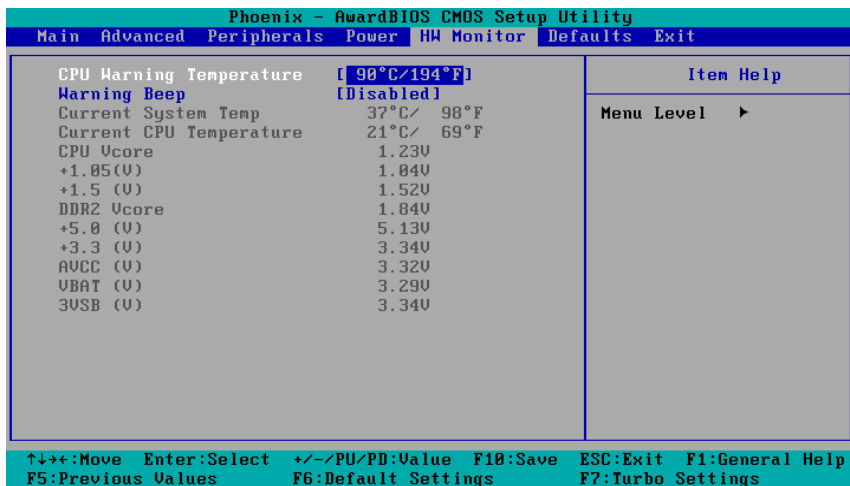 Phoenix - AwardBIOS CMOS Setup Utility
Main Advanced Peripherals Power HW Monitor Defaults Exit
CPU Warning Temperature [ 90°C/194°F]
Warning Beep [Disabled]
Current System Temp 37°C/ 98°F
Current CPU Temperature 21°C/ 69°F
CPU Vcore 1.23V
+1.05(V) 1.04V
+1.5 (V) 1.52V
DDR2 Vcore 1.84V
+5.0 (V) 5.13V
+3.3 (V) 3.34V
AVCC (V) 3.32V
VBAT (V) 3.29V
3VSB (V) 3.34V
Item Help
Menu Level ►
↑↓→←:Move Enter:Select +/-/PU/PD:Value F10:Save ESC:Exit F1:General Help
F5:Previous Values F6:Default Settings F7:Turbo Settings